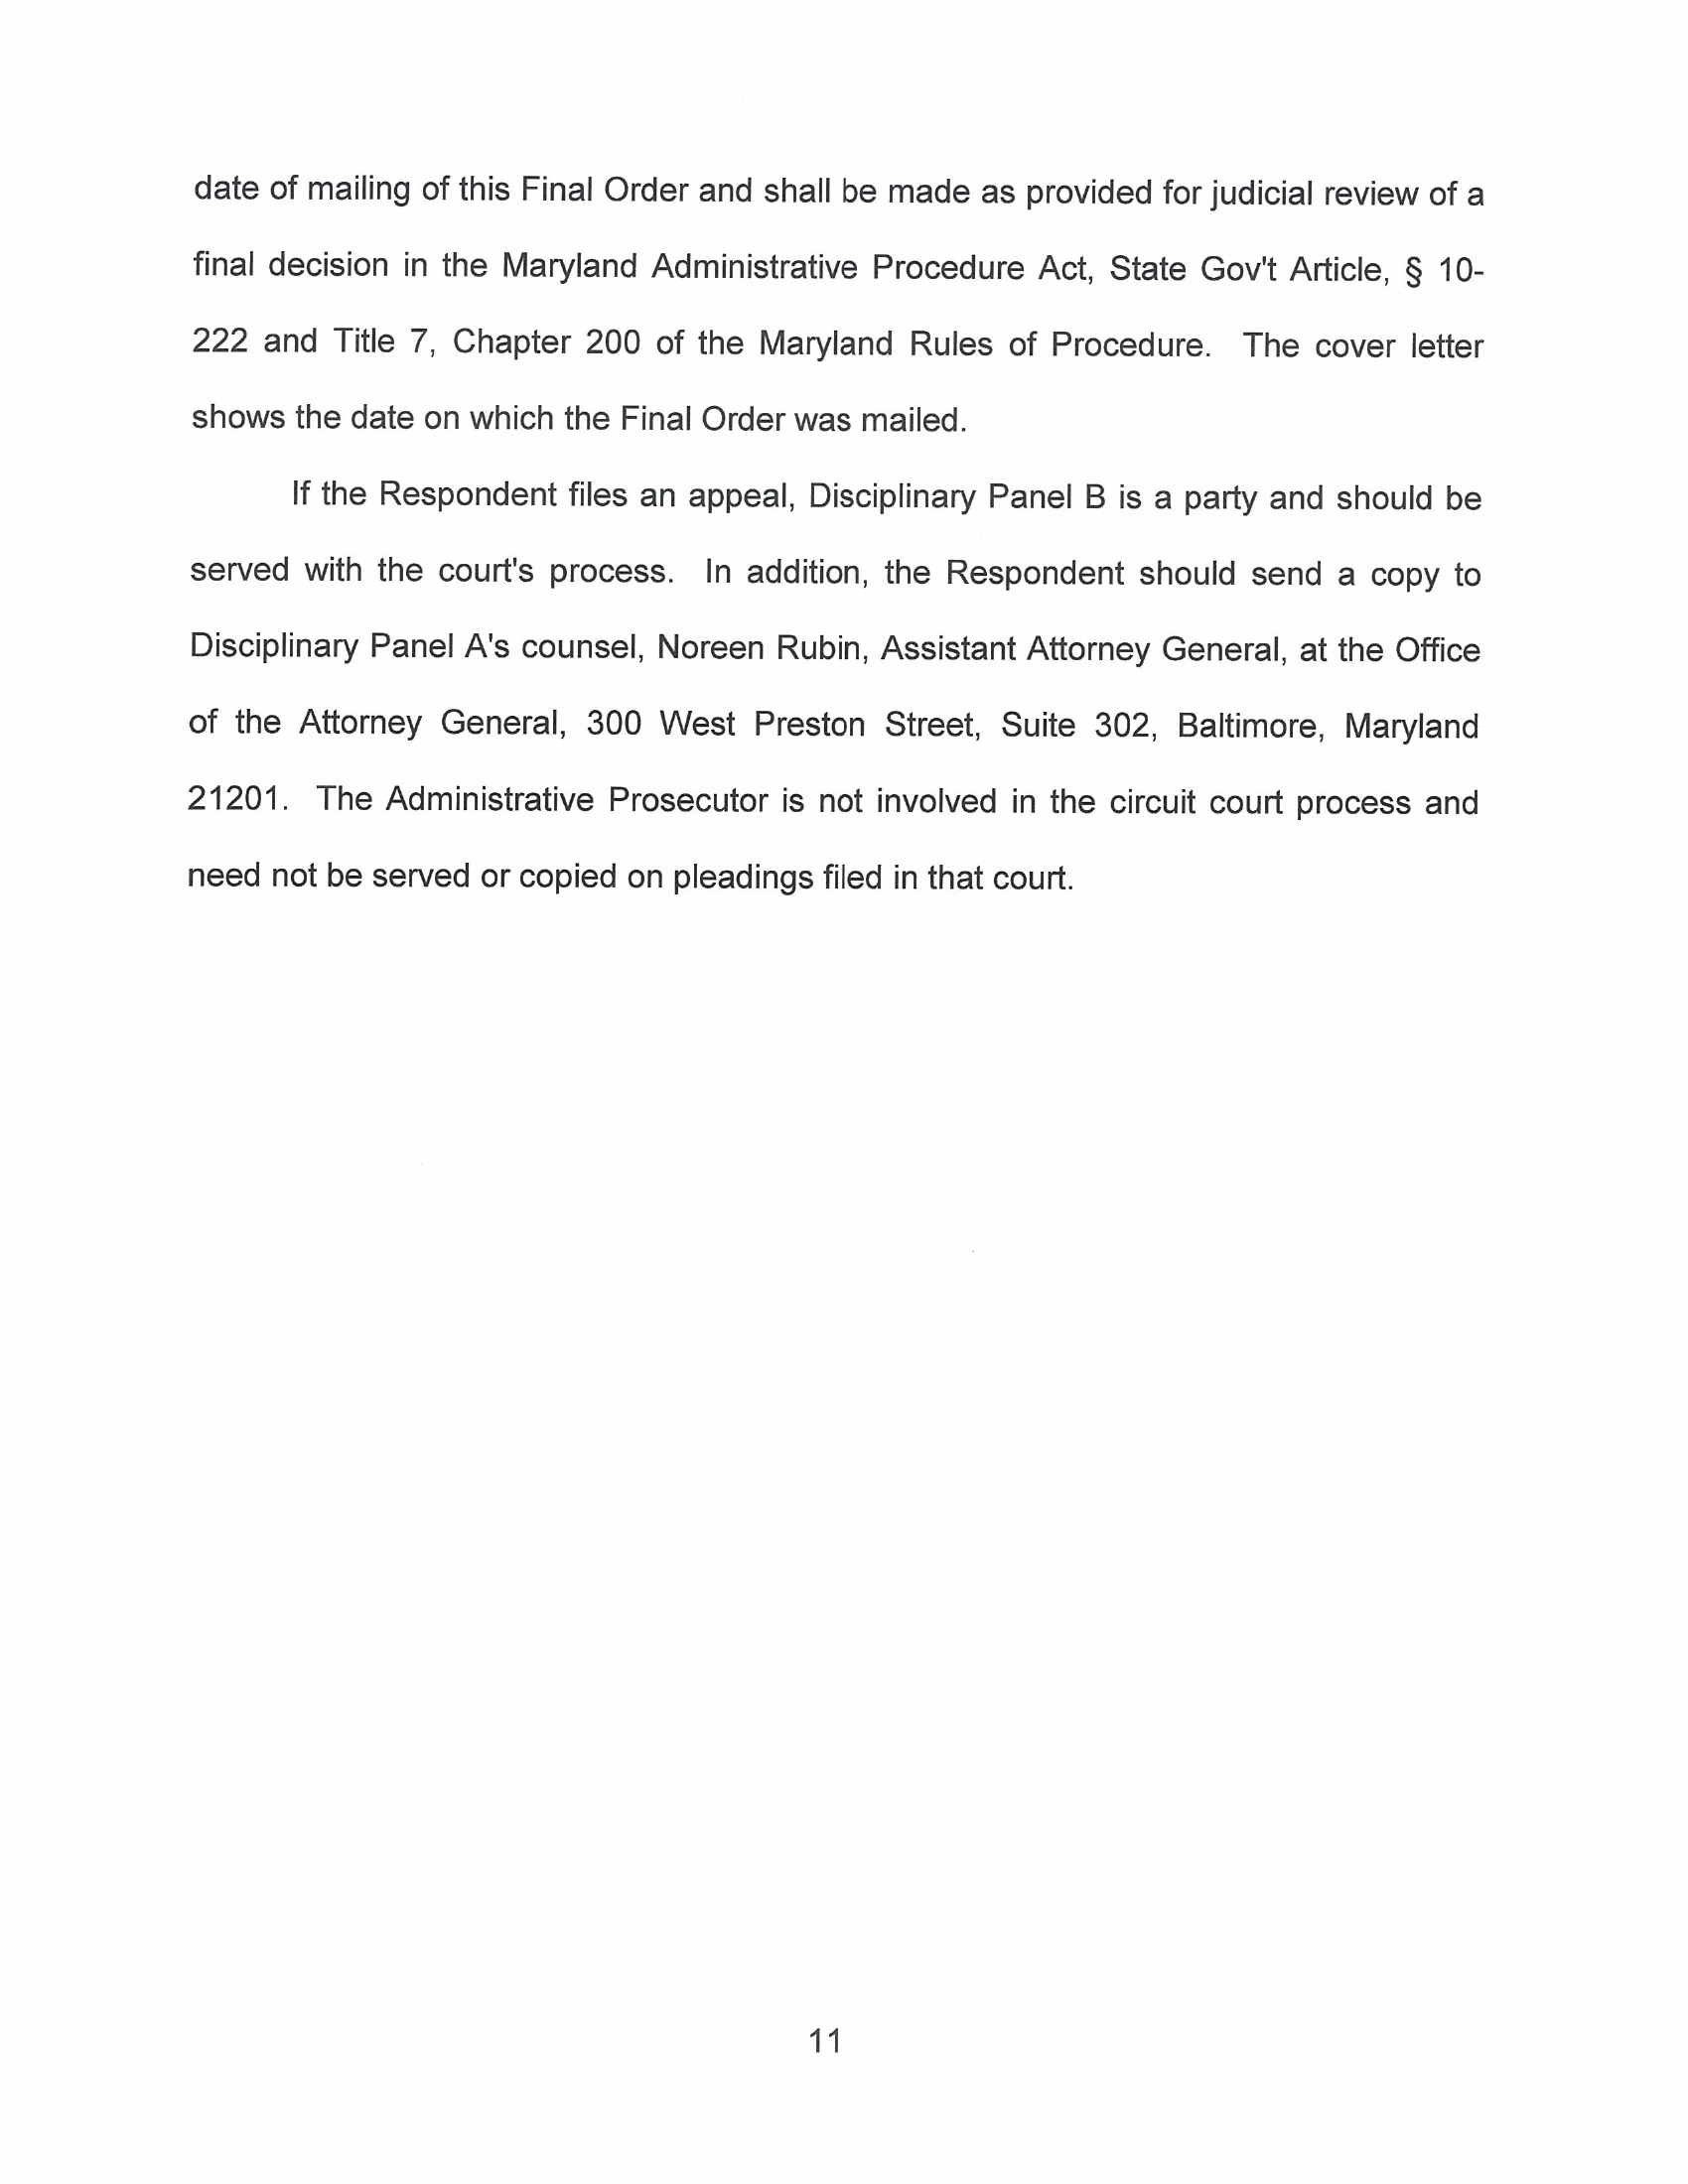 date of mailing of this Final Order and shall be made as provided for judicial review of a
final decision in the Maryland Administrative Procedure Act, State Gov't Article, § 10-
222 and Title 7, Chapter 200 of the Maryland Rules of Procedure. The cover letter
shows the date on which the Final Order was mailed.
If the Respondent files an appeal, Disciplinary Panel B is a party and should be
served with the court's process. In addition, the Respondent should send a copy to
Disciplinary Panel A's counsel, Noreen Rubin, Assistant Attorney General, at the Office
of the Attorney General, 300 West Preston Street, Suite 302, Baltimore, Maryland
21201. The Administrative Prosecutor is not involved in the circuit court process and
need not be served or copied on pleadings filed in that court.
11